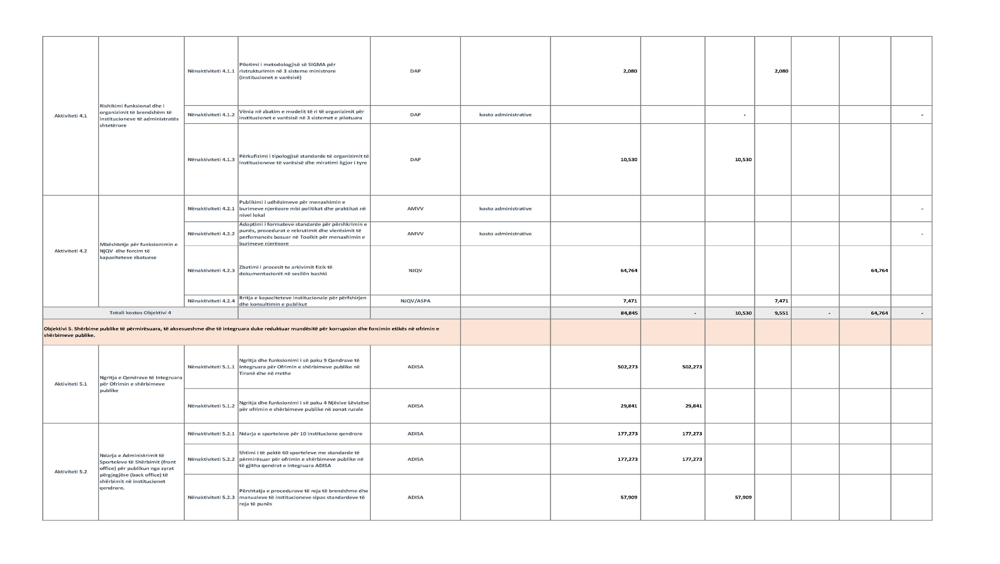 Aktiviteti 4.1
Rishikimi funksional dhe i
organizimit të brendshëm të
institucioneve të administratës
shtetërore
Nënaktiviteti 4.1.1
Pilotimi i metodologjisë së SIGMA për
ristrukturimin në 3 sisteme ministrore
(institucionet e varësisë)
DAP
2,080
2,080
Nënaktiviteti 4.1.2
Vënia në zbatim e modelit të ri të organizimit për
institucionet e varësisë në 3 sistemet e pilotuara
DAP
kosto administrative
-
-
Nënaktiviteti 4.1.3
Përkufizimi i tipologjisë standarde të organizimit të
institucioneve të varësisë dhe miratimi ligjor i tyre
DAP
10,530
10,530
Aktiviteti 4.2
Mbështetje për funksionimin e
NjQV dhe forcim të
kapaciteteve zbatuese
Nënaktiviteti 4.2.1
Publikimi i udhëzimeve për menaxhimin e
burimeve njerëzore mbi politikat dhe praktikat në
nivel lokal
AMVV
kosto administrative
-
Nënaktiviteti 4.2.2
Adoptimi i formateve standarde për përshkrimin e
punës, procedurat e rekrutimit dhe vlerësimit të
perfomancës bazuar në Toolkit për menaxhimin e
burimeve njerëzore
AMVV
kosto administrative
-
Nënaktiviteti 4.2.3
Zbatimi i procesit te arkivimit fizik të
dokumentacionit në secilën bashki
NJQV
64,764
64,764
Nënaktiviteti 4.2.4
Rritja e kapaciteteve institucionale për përfshirjen
dhe konsultimin e publikut
NJQV/ASPA
7,471
7,471
Totali kostos Objektivi 4
84,845
-
10,530
9,551
-
64,764
-
Objektivi 5. Shërbime publike të përmirësuara, të aksesueshme dhe të integruara duke reduktuar mundësitë për korrupsion dhe forcimin etikës në ofrimin e
shërbimeve publike.
Aktiviteti 5.1
Ngritja e Qendrave të Integruara
për Ofrimin e shërbimeve
publike
Nënaktiviteti 5.1.1
Ngritja dhe funksionimi i së paku 9 Qendrave të
Integruara për Ofrimin e shërbimeve publike në
Tiranë dhe në rrethe
ADISA
502,273
502,273
Nënaktiviteti 5.1.2
Ngritja dhe funksionimi i së paku 4 Njësive Lëvizëse
për ofrimin e shërbimeve publike në zonat rurale
ADISA
29,841
29,841
Aktiviteti 5.2
Ndarja e Administrimit të
Sporteleve të Shërbimit (front
office) për publikun nga zyrat
përgjegjëse (back office) të
shërbimit në institucionet
qendrore.
Nënaktiviteti 5.2.1
Ndarja e sporteleve për 10 institucione qendrore
ADISA
177,273
177,273
Nënaktiviteti 5.2.2
Shtimi i të paktë 60 sporteleve me standarde të
përmirësuar për ofrimin e shërbimeve publike në
të gjitha qendrat e integruara ADISA
ADISA
177,273
177,273
Nënaktiviteti 5.2.3
Përshtatja e procedurave të reja të brendshme dhe
manualeve të institucioneve sipas standardeve të
reja të punës
ADISA
57,909
57,909